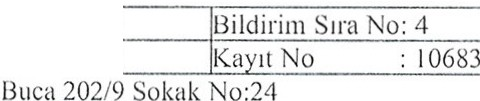 Bildirim Sıra No: 4
Kayıt No : 10683
Buca 202/9 Sokak No:24